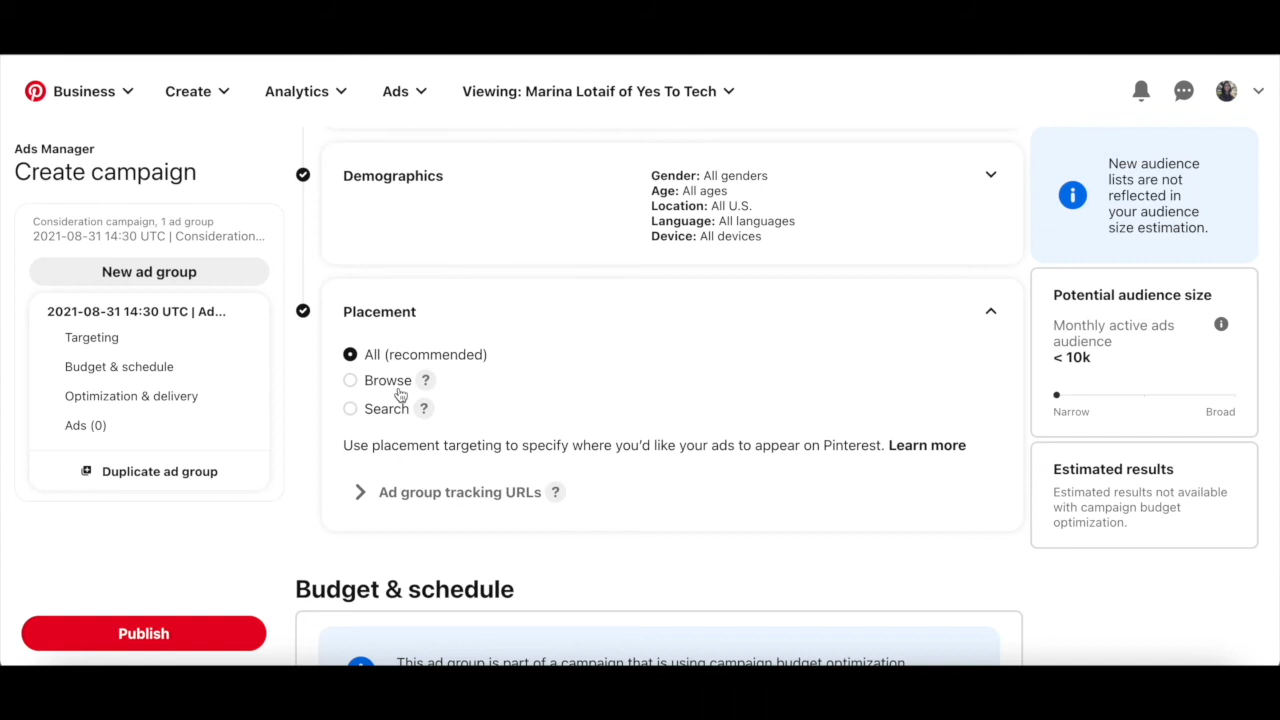 Business
Create
Analytics
Ads
Viewing: Marina Lotaif of Yes To Tech
Ads Manager
Create campaign
Consideration campaign, 1 ad group
2021-08-31 14:30 UTC | Consideration...
New ad group
2021-08-31 14:30 UTC | Ad...
Targeting
Budget & schedule
Optimization & delivery
Ads (0)
Duplicate ad group
Publish
Demographics
Gender: All genders
Age: All ages
Location: All U.S.
Language: All languages
Device: All devices
Placement
All (recommended)
Browse ?
Search ?
Use placement targeting to specify where you'd like your ads to appear on Pinterest. Learn more
Ad group tracking URLs ?
Budget & schedule
This ad group is part of a campaign that is using campaign budget optimization.
New audience
lists are not
reflected in
your audience
size estimation.
Potential audience size
Monthly active ads
audience
< 10k
Narrow
Broad
Estimated results
Estimated results not available
with campaign budget
optimization.